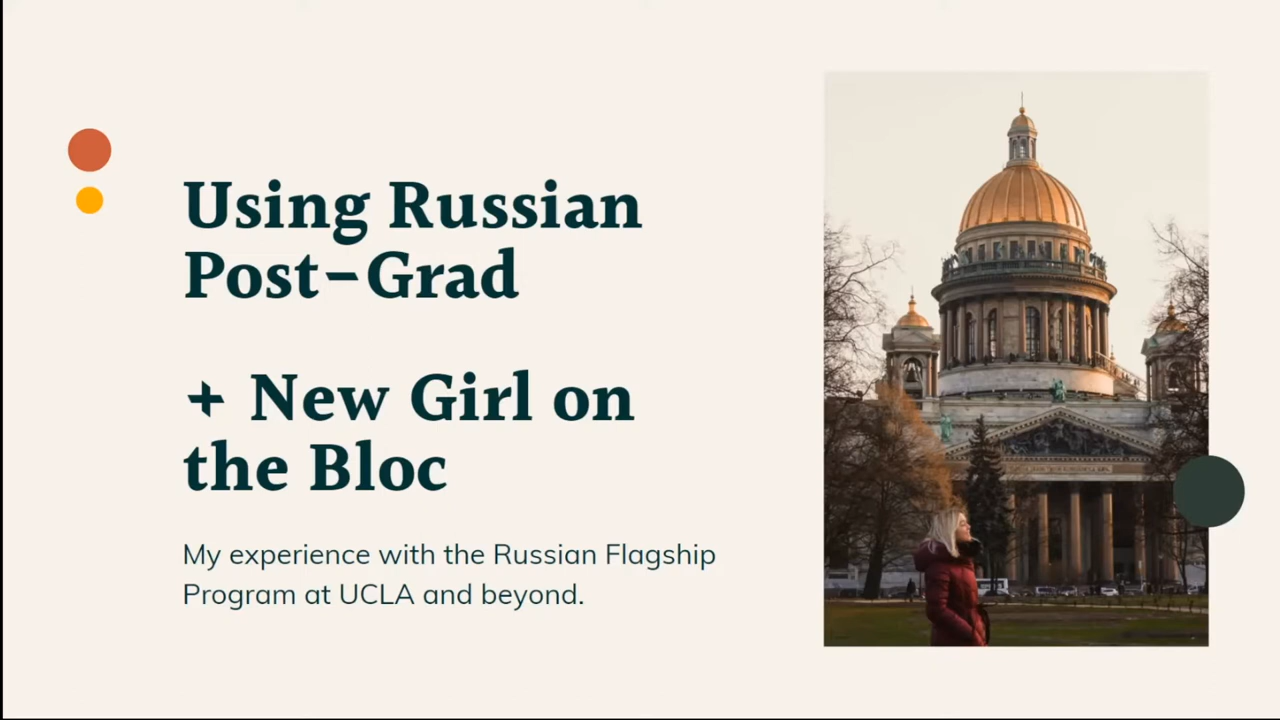 Using Russian
Post-Grad
+ New Girl on
the Bloc
My experience with the Russian Flagship
Program at UCLA and beyond.